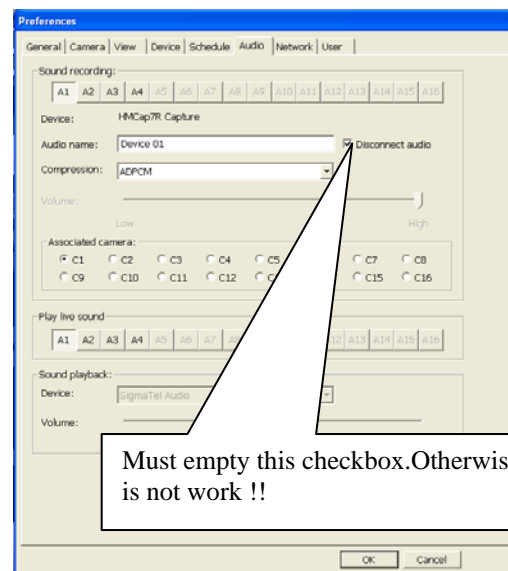 Preferences
General Camera View Device Schedule Audio Network User
Sound recording:
A1 A2 A3 A4 A5 A6 A7 A8 A9 A10 A11 A12 A13 A14 A15 A16
Device: HMCap7R Capture
Audio name: Device 01 Disconnect audio
Compression: ADPCM
Volume:
Low High
Associated camera:
C1 C2 C3 C4 C5 C7 C8
C9 C10 C11 C12 C15 C16
Play live sound
A1 A2 A3 A4 A5 A6 A7 A13 A14 A15 A16
Sound playback:
Device: SigmaTel Audio
Volume:
Must empty this checkbox.Otherwis
is not work !!
OK Cancel